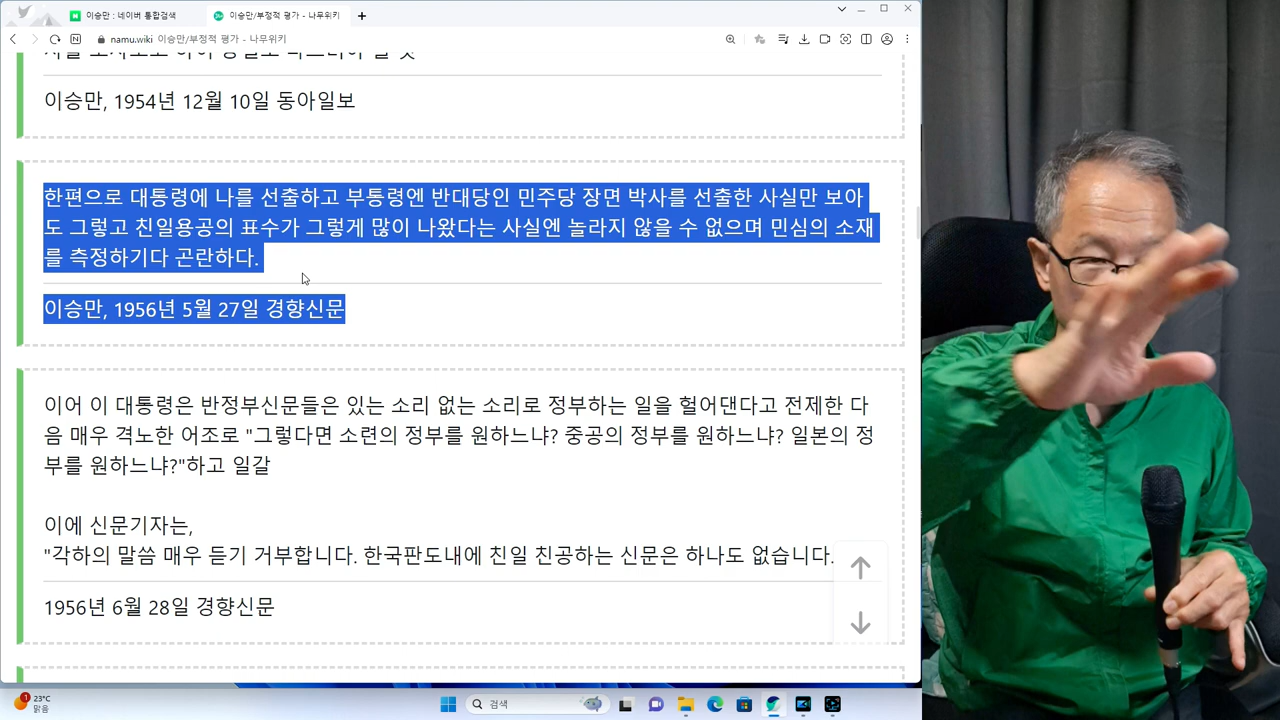 이승만 : 네이버 통합검색
이승만/부정적 평가 - 나무위키
namu.wiki 이승만/부정적 평가 - 나무위키
이승만, 1954년 12월 10일 동아일보
한편으로 대통령에 나를 선출하고 부통령엔 반대당인 민주당 장면 박사를 선출한 사실만 보아
도 그렇고 친일용공의 표수가 그렇게 많이 나왔다는 사실엔 놀라지 않을 수 없으며 민심의 소재
를 측정하기다 곤란하다.
이승만, 1956년 5월 27일 경향신문
이어 이 대통령은 반정부신문들은 있는 소리 없는 소리로 정부하는 일을 헐어댄다고 전제한 다
음 매우 격노한 어조로 "그렇다면 소련의 정부를 원하느냐? 중공의 정부를 원하느냐? 일본의 정
부를 원하느냐?"하고 일갈
이에 신문기자는,
"각하의 말씀 매우 듣기 거부합니다. 한국판도내에 친일 친공하는 신문은 하나도 없습니다.
1956년 6월 28일 경향신문
1
23°C
맑음
검색